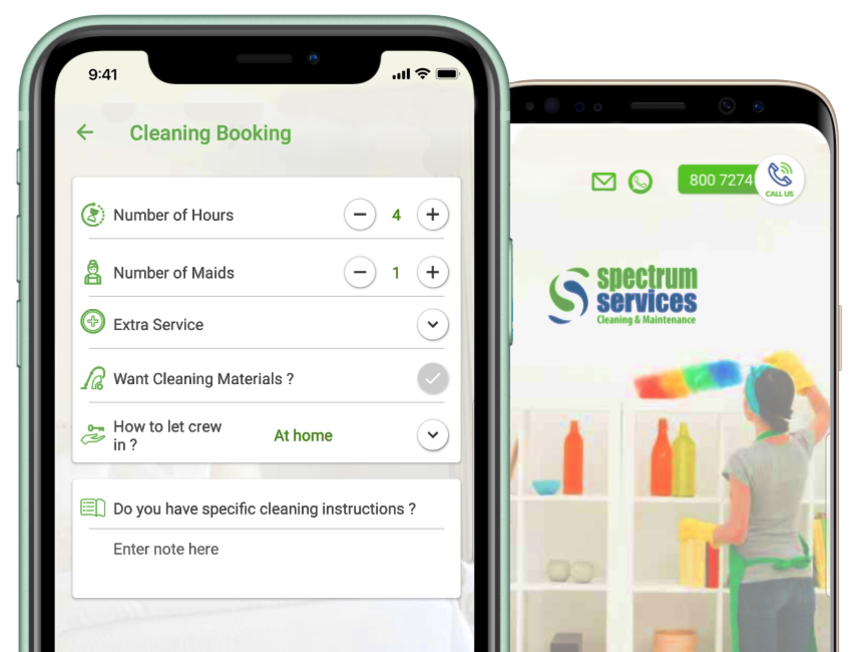 9:41
Cleaning Booking
Number of Hours
4
Number of Maids
1
Extra Service
Want Cleaning Materials ?
How to let crew
in ?
At home
Do you have specific cleaning instructions ?
Enter note here
800 7274
CALL US
spectrum
services
Cleaning & Maintenance